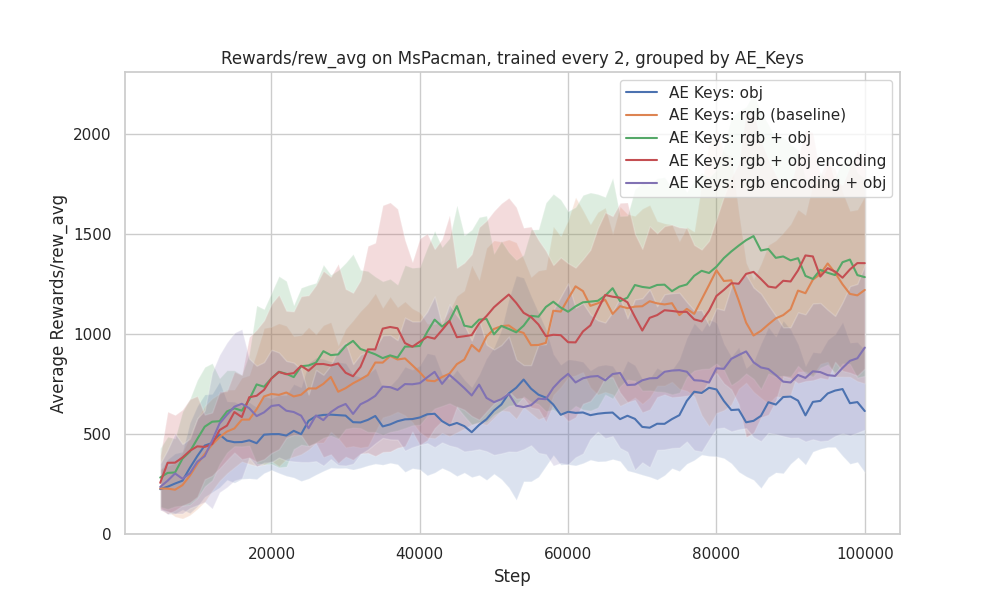 Rewards/rew_avg on MsPacman, trained every 2, grouped by AE_Keys
AE Keys: obj
AE Keys: rgb (baseline)
AE Keys: rgb + obj
AE Keys: rgb + obj encoding
AE Keys: rgb encoding + obj
Average Rewards/rew_avg
2000
1500
1000
500
0
20000
40000
60000
80000
100000
Step